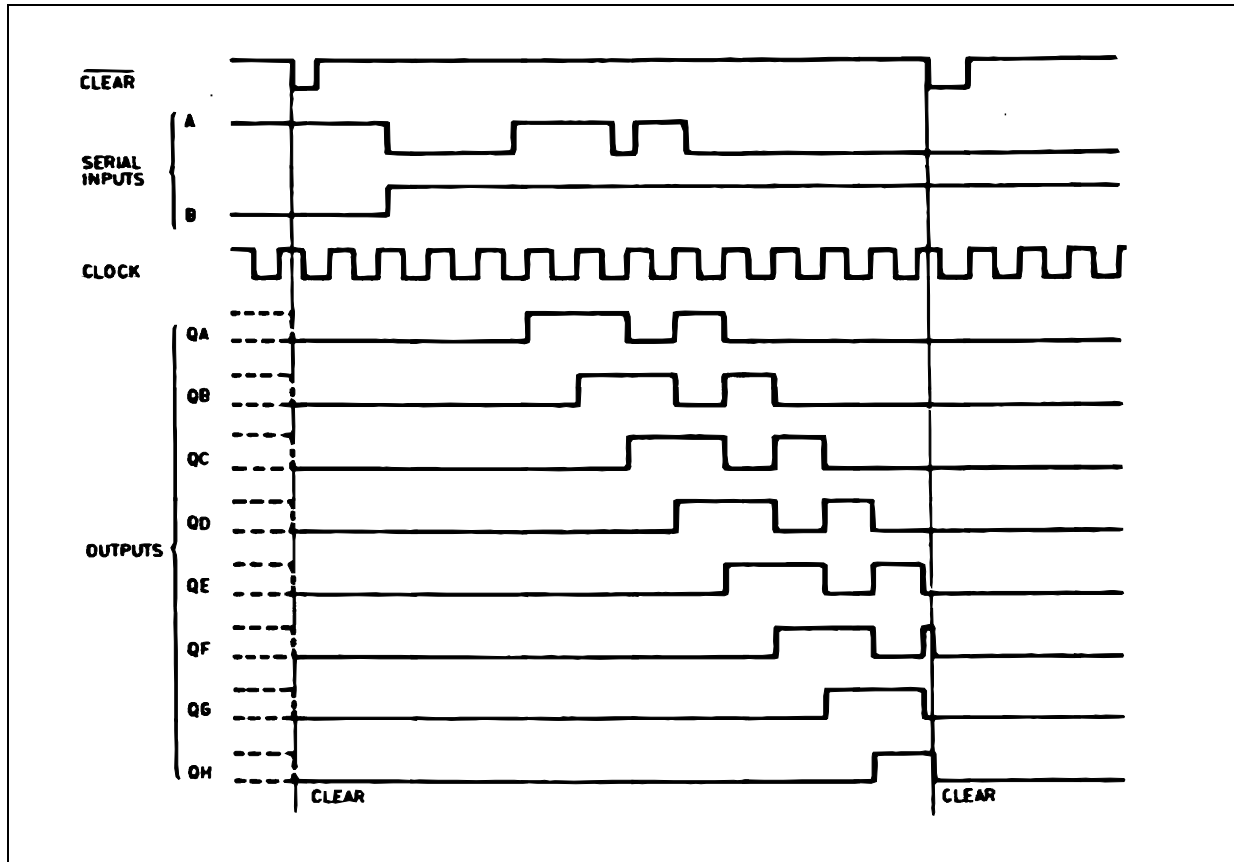 CLEAR
A
SERIAL
INPUTS
B
CLOCK
QA
QB
QC
QD
OUTPUTS
QE
QF
QG
QH
CLEAR
CLEAR